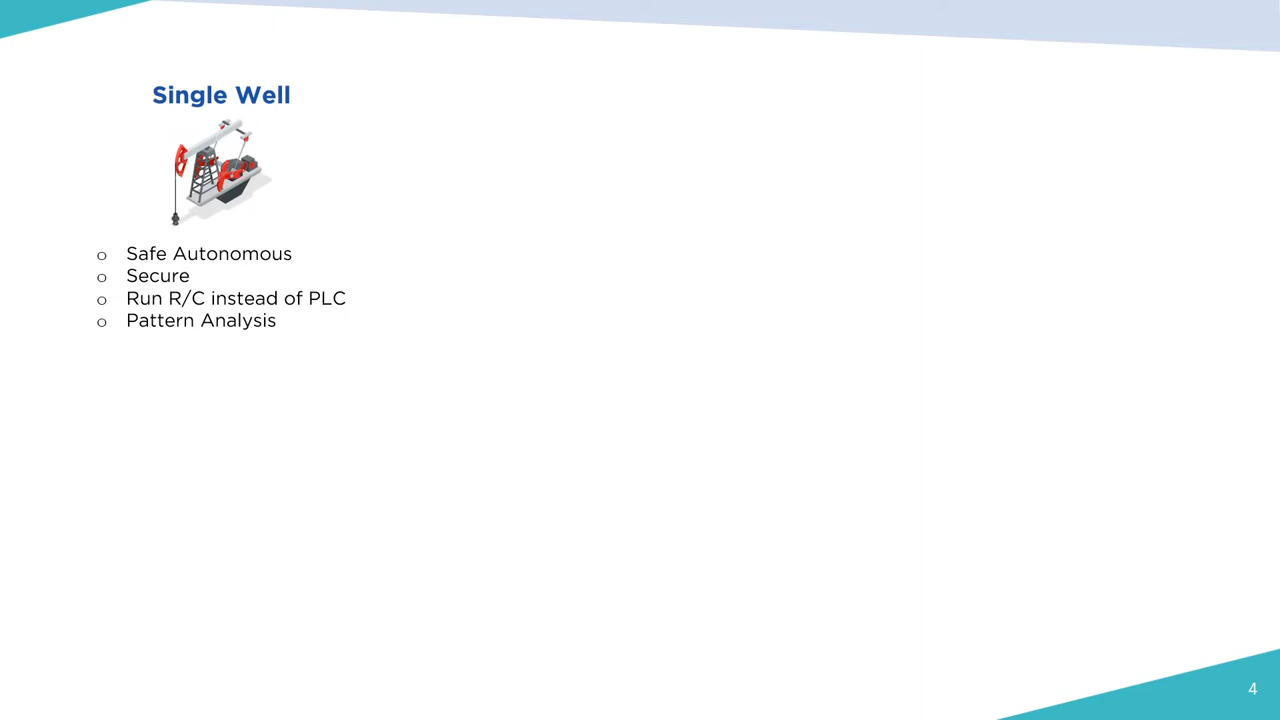 Single Well
o Safe Autonomous
o Secure
o Run R/C instead of PLC
o Pattern Analysis
4